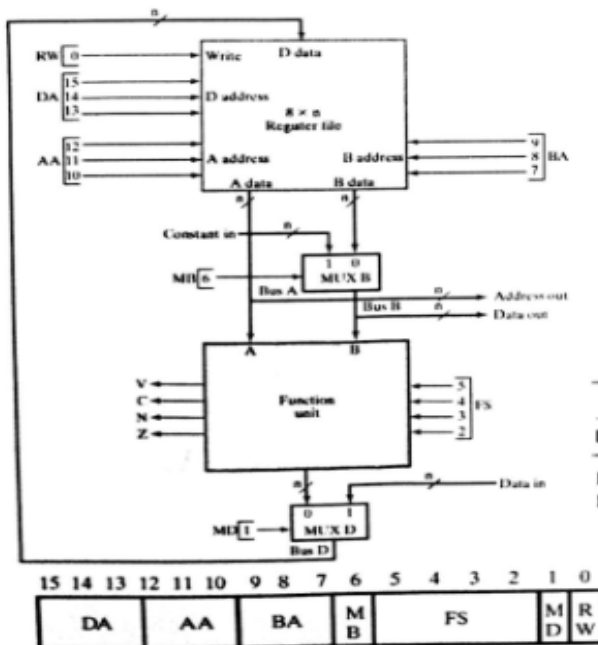 n
RW 0 Write D data
DA 15 14 13 D address
8 × n
Register file
AA 12 11 10 A address
B address 9 8 7 BA
A data B data
n n
Constant in n
1 0
MB 6 MUX B
Bus A n Address out
Bus B n Data out
A B
V
C
N
Z
Function
unit
5 4 3 2 FS
n n Data in
0 1
MD 1 MUX D
Bus D
15 14 13 12 11 10 9 8 7 6 5 4 3 2 1 0
DA AA BA MB FS MD RW